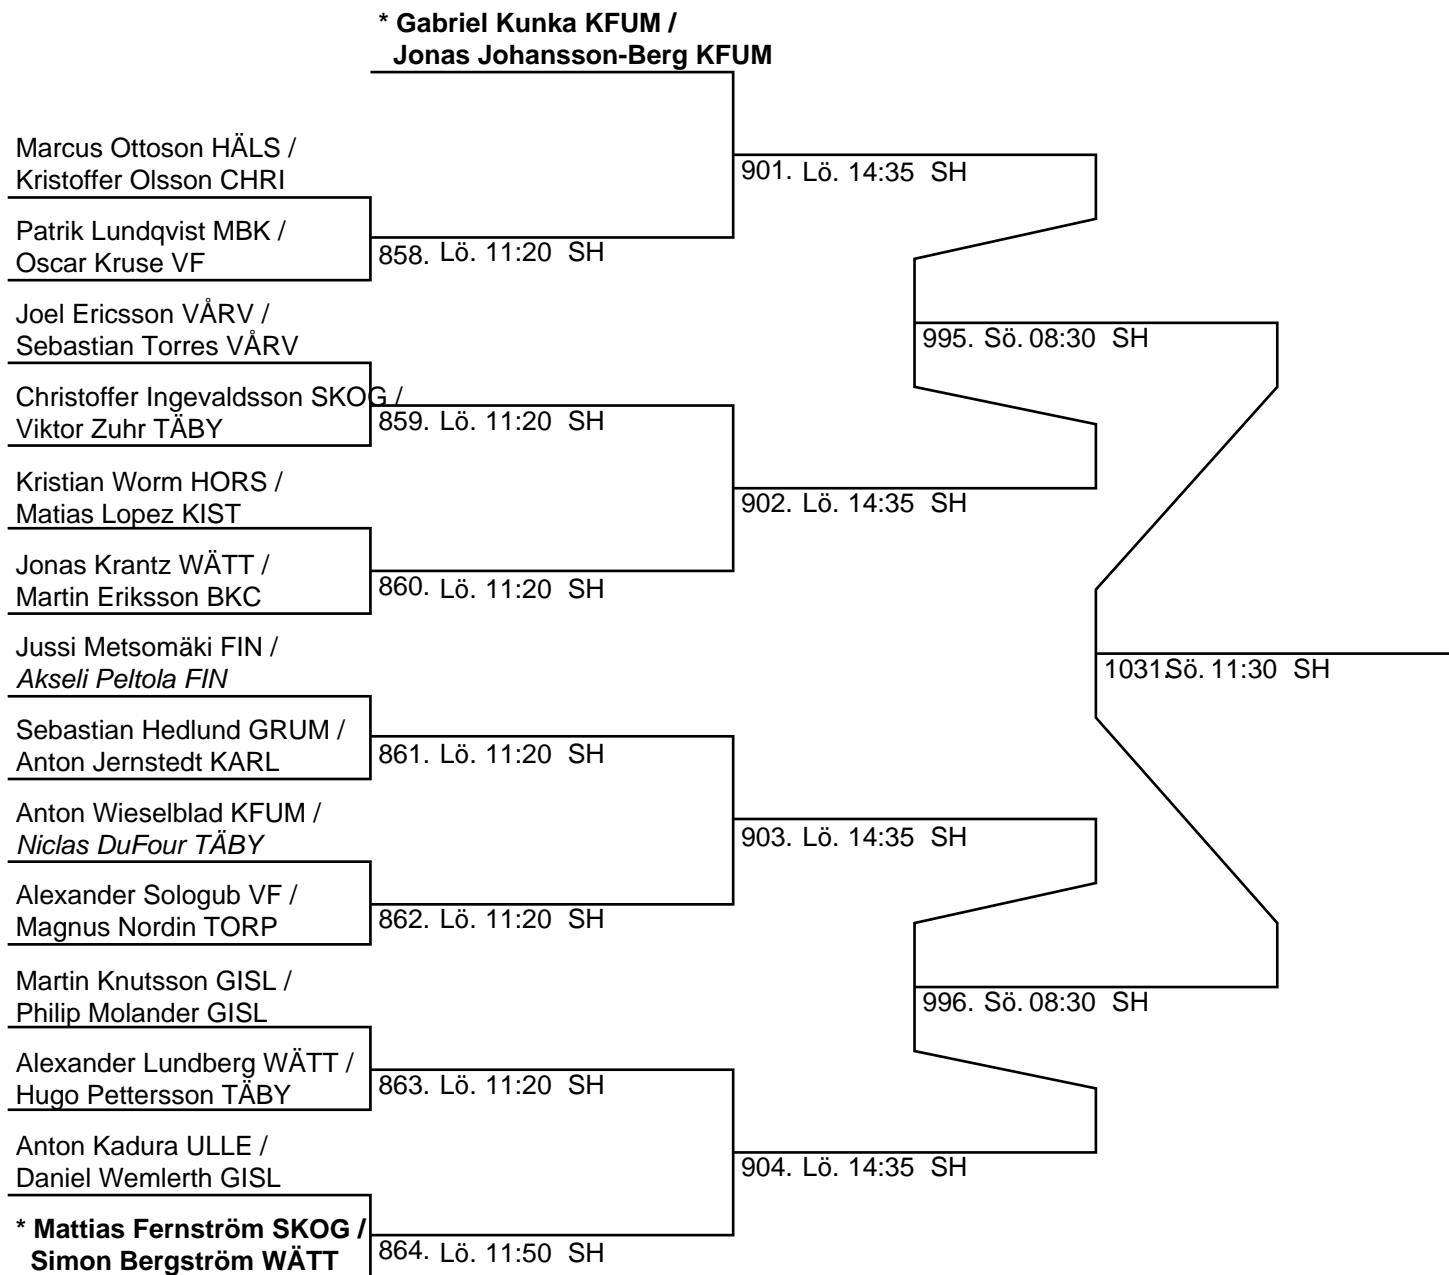 * Gabriel Kunka KFUM /
Jonas Johansson-Berg KFUM
Marcus Ottoson HÄLS /
Kristoffer Olsson CHRI
901. Lö. 14:35 SH
Patrik Lundqvist MBK /
Oscar Kruse VF
858. Lö. 11:20 SH
Joel Ericsson VÅRV /
Sebastian Torres VÅRV
995. Sö. 08:30 SH
Christoffer Ingevaldsson SKOG /
Viktor Zuhr TÄBY
859. Lö. 11:20 SH
Kristian Worm HORS /
Matias Lopez KIST
902. Lö. 14:35 SH
Jonas Krantz WÄTT /
Martin Eriksson BKC
860. Lö. 11:20 SH
Jussi Metsomäki FIN /
Akseli Peltola FIN
1031. Sö. 11:30 SH
Sebastian Hedlund GRUM /
Anton Jernstedt KARL
861. Lö. 11:20 SH
Anton Wieselblad KFUM /
Niclas DuFour TÄBY
903. Lö. 14:35 SH
Alexander Sologub VF /
Magnus Nordin TORP
862. Lö. 11:20 SH
Martin Knutsson GISL /
Philip Molander GISL
996. Sö. 08:30 SH
Alexander Lundberg WÄTT /
Hugo Pettersson TÄBY
863. Lö. 11:20 SH
Anton Kadura ULLE /
Daniel Wemlerth GISL
904. Lö. 14:35 SH
* Mattias Fernström SKOG /
Simon Bergström WÄTT
864. Lö. 11:50 SH